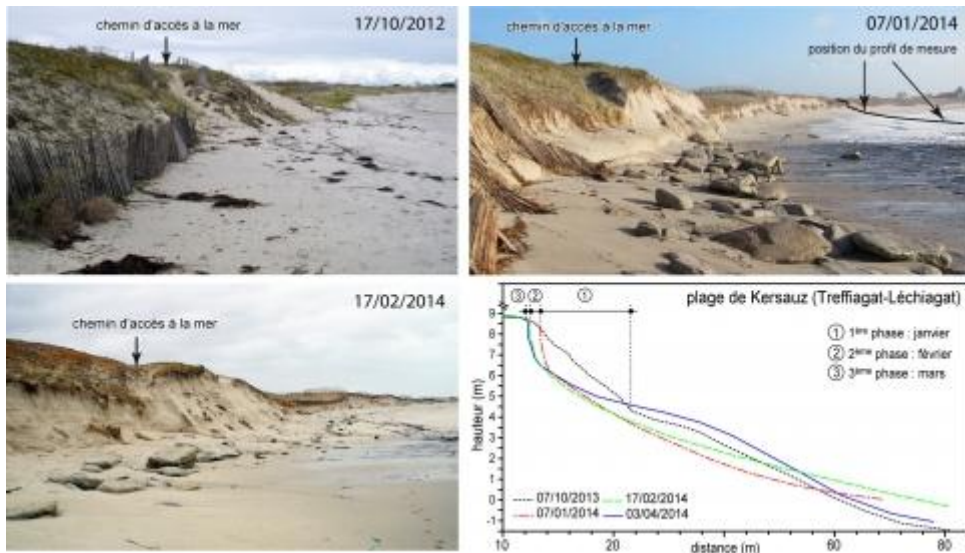 chemin d'accès à la mer
17/10/2012
chemin d'accès à la mer
07/01/2014
position du profil de mesure
17/02/2014
chemin d'accès à la mer
③ ② ①
plage de Kersauz (Treffiagat-Léchiagat)
① 1ère phase : janvier
② 2ème phase : février
③ 3ème phase : mars
9
8
7
6
5
4
3
2
1
0
-1
hauteur (m)
07/10/2013
17/02/2014
07/01/2014
03/04/2014
10
20
40
60
80
distance (m)